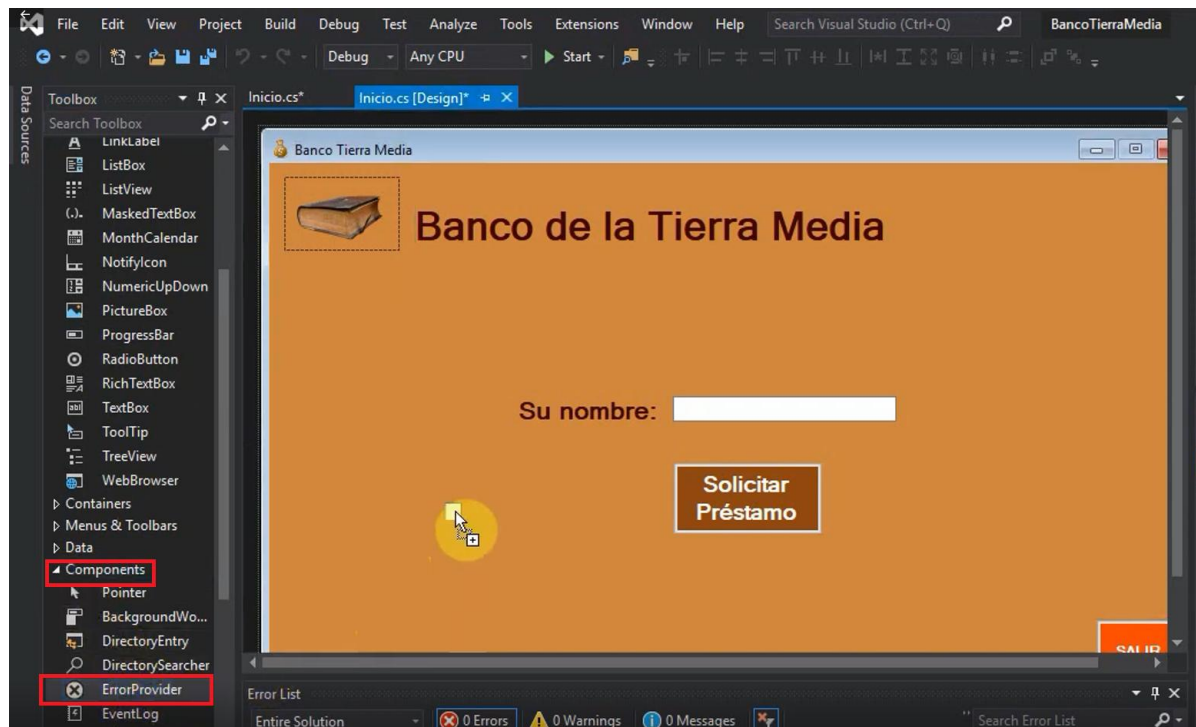 File Edit View Project Build Debug Test Analyze Tools Extensions Window Help Search Visual Studio (Ctrl+Q) BancoTierraMedia
Debug Any CPU Start
Data Sources
Toolbox
Search Toolbox
LinkLabel
ListBox
ListView
MaskedTextBox
MonthCalendar
NotifyIcon
NumericUpDown
PictureBox
ProgressBar
RadioButton
RichTextBox
TextBox
ToolTip
TreeView
WebBrowser
Containers
Menus & Toolbars
Data
Components
Pointer
BackgroundWo...
DirectoryEntry
DirectorySearcher
ErrorProvider
EventLog
Inicio.cs* Inicio.cs [Design]*
Banco Tierra Media
Banco de la Tierra Media
Su nombre:
Solicitar
Préstamo
SALIR
Error List
Entire Solution 0 Errors 0 Warnings 0 Messages Search Error List